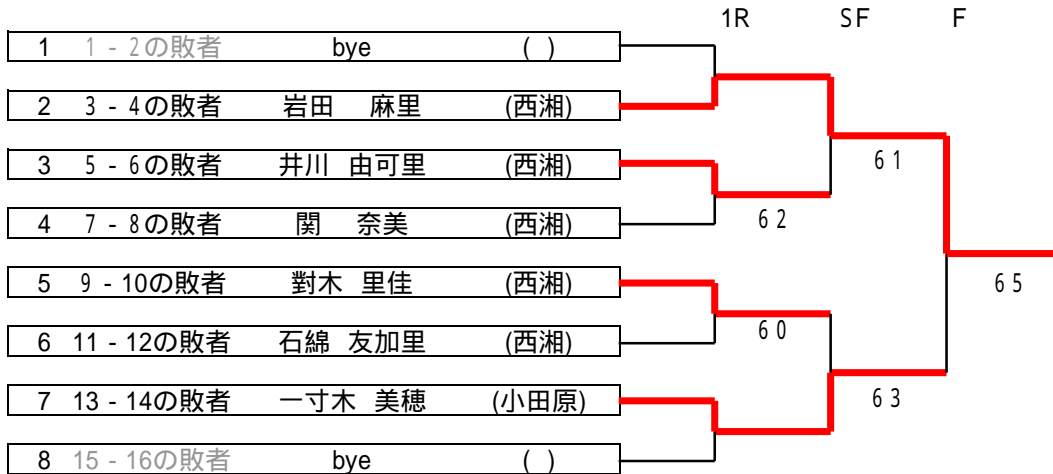 1R SF F
1 1 - 2の敗者 bye ( )
2 3 - 4の敗者 岩田 麻里 (西湘)
3 5 - 6の敗者 井川 由可里 (西湘)
6 1
4 7 - 8の敗者 関 奈美 (西湘)
6 2
5 9 - 10の敗者 對木 里佳 (西湘)
6 5
6 11 - 12の敗者 石綿 友加里 (西湘)
6 0
7 13 - 14の敗者 一寸木 美穂 (小田原)
6 3
8 15 - 16の敗者 bye ( )